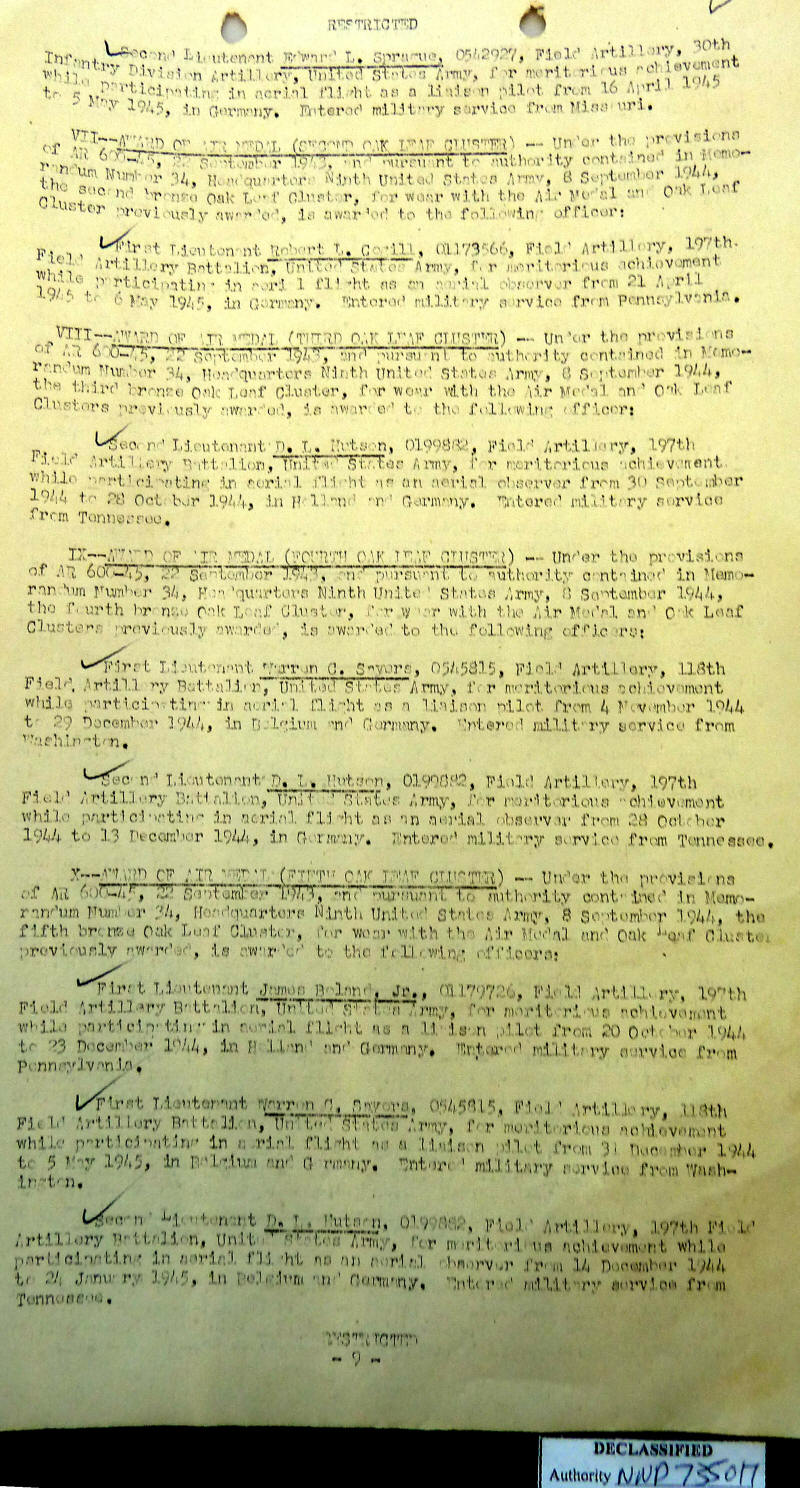 RESTRICTED
Second Lieutenant Edward L. Sprague, 0542927, Field Artillery, 30th
Infantry Division Artillery, United States Army, for meritorious achievement
while participating in aerial flight as a liaison pilot from 16 April 1945
to 5 May 1945, in Germany. Entered military service from Missouri.
VII--AWARD OF AIR MEDAL (SECOND OAK LEAF CLUSTER) -- Under the provisions
of AR 600-45, 22 September 1943, and pursuant to authority contained in Memo-
randum Number 34, Headquarters Ninth United States Army, 8 September 1944,
the second bronze Oak Leaf Cluster, for wear with the Air Medal and Oak Leaf
Cluster previously awarded, is awarded to the following officer:
First Lieutenant Robert L. 01173566, Field Artillery, 197th
Field Artillery Battalion, United States Army, for meritorious achievement
while participating in aerial flight as an aerial observer from 21 April
1945 to 6 May 1945, in Germany. Entered military service from Pennsylvania.
VIII--AWARD OF AIR MEDAL (THIRD OAK LEAF CLUSTER) -- Under the provisions
of AR 600-45, 22 September 1943, and pursuant to authority contained in Memo-
randum Number 34, Headquarters Ninth United States Army, 8 September 1944,
the third bronze Oak Leaf Cluster, for wear with the Air Medal and Oak Leaf
Clusters previously awarded, is awarded to the following officer:
Second Lieutenant D. L. Hutson, 0199882, Field Artillery, 197th
Field Artillery Battalion, United States Army, for meritorious achievement
while participating in aerial flight as an aerial observer from 30 September
1944 to 28 October 1944, in Holland and Germany. Entered military service
from Tennessee.
IX--AWARD OF AIR MEDAL (FOURTH OAK LEAF CLUSTER) -- Under the provisions
of AR 600-45, 22 September 1943, and pursuant to authority contained in Memo-
randum Number 34, Headquarters Ninth United States Army, 8 September 1944,
the fourth bronze Oak Leaf Cluster, for wear with the Air Medal and Oak Leaf
Clusters previously awarded, is awarded to the following officers:
First Lieutenant Warren C. Sayers, 0545815, Field Artillery, 118th
Field Artillery Battalion, United States Army, for meritorious achievement
while participating in aerial flight as a liaison pilot from 4 November 1944
to 29 December 1944, in Belgium and Germany. Entered military service from
Washington.
Second Lieutenant D. L. Hutson, 0199882, Field Artillery, 197th
Field Artillery Battalion, United States Army, for meritorious achievement
while participating in aerial flight as an aerial observer from 28 October
1944 to 13 December 1944, in Germany. Entered military service from Tennessee.
X--AWARD OF AIR MEDAL (FIFTH OAK LEAF CLUSTER) -- Under the provisions
of AR 600-45, 22 September 1943, and pursuant to authority contained in Memo-
randum Number 34, Headquarters Ninth United States Army, 8 September 1944, the
fifth bronze Oak Leaf Cluster, for wear with the Air Medal and Oak Leaf Cluste
previously awarded, is awarded to the following officers:
First Lieutenant James Boland, Jr., 01179726, Field Artillery, 197th
Field Artillery Battalion, United States Army, for meritorious achievement
while participating in aerial flight as a liaison pilot from 20 October 1944
to 23 December 1944, in Holland and Germany. Entered military service from
Pennsylvania.
First Lieutenant Warren C. Sayers, 0545815, Field Artillery, 118th
Field Artillery Battalion, United States Army, for meritorious achievement
while participating in aerial flight as a liaison pilot from 31 December 1944
to 5 May 1945, in Belgium and Germany. Entered military service from Wash-
ington.
Second Lieutenant D. L. Hutson, 0199882, Field Artillery, 197th Field
Artillery Battalion, United States Army, for meritorious achievement while
participating in aerial flight as an aerial observer from 14 December 1944
to 24 January 1945, in Belgium and Germany. Entered military service from
Tennessee.
RESTRICTED
- 9 -
DECLASSIFIED
Authority NND 735017